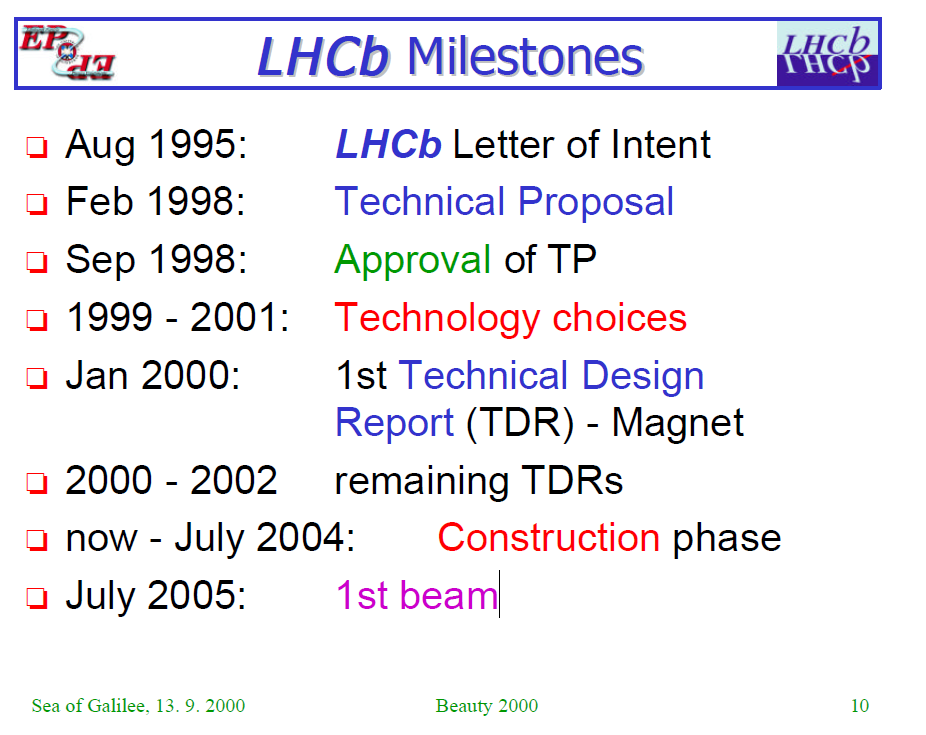 EP
LHCb Milestones
LHCb
Aug 1995: LHCb Letter of Intent
Feb 1998: Technical Proposal
Sep 1998: Approval of TP
1999 - 2001: Technology choices
Jan 2000: 1st Technical Design
Report (TDR) - Magnet
2000 - 2002 remaining TDRs
now - July 2004: Construction phase
July 2005: 1st beam
Sea of Galilee, 13. 9. 2000 Beauty 2000 10